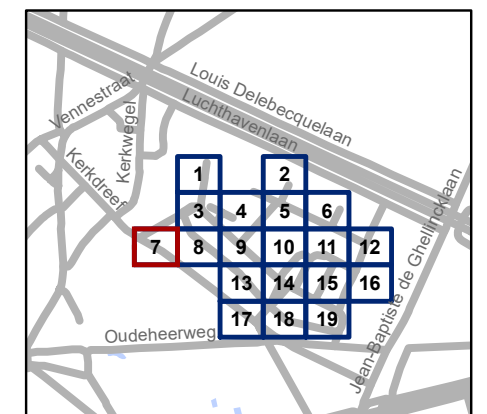 Louis Delebecquelaan
Luchthavenlaan
Vennestraat
Kerkwegel
Kerkdreef
Jean-Baptiste de Ghellincklaan
1 2
3 4 5 6
7 8 9 10 11 12
13 14 15 16
17 18 19
Oudeheerweg